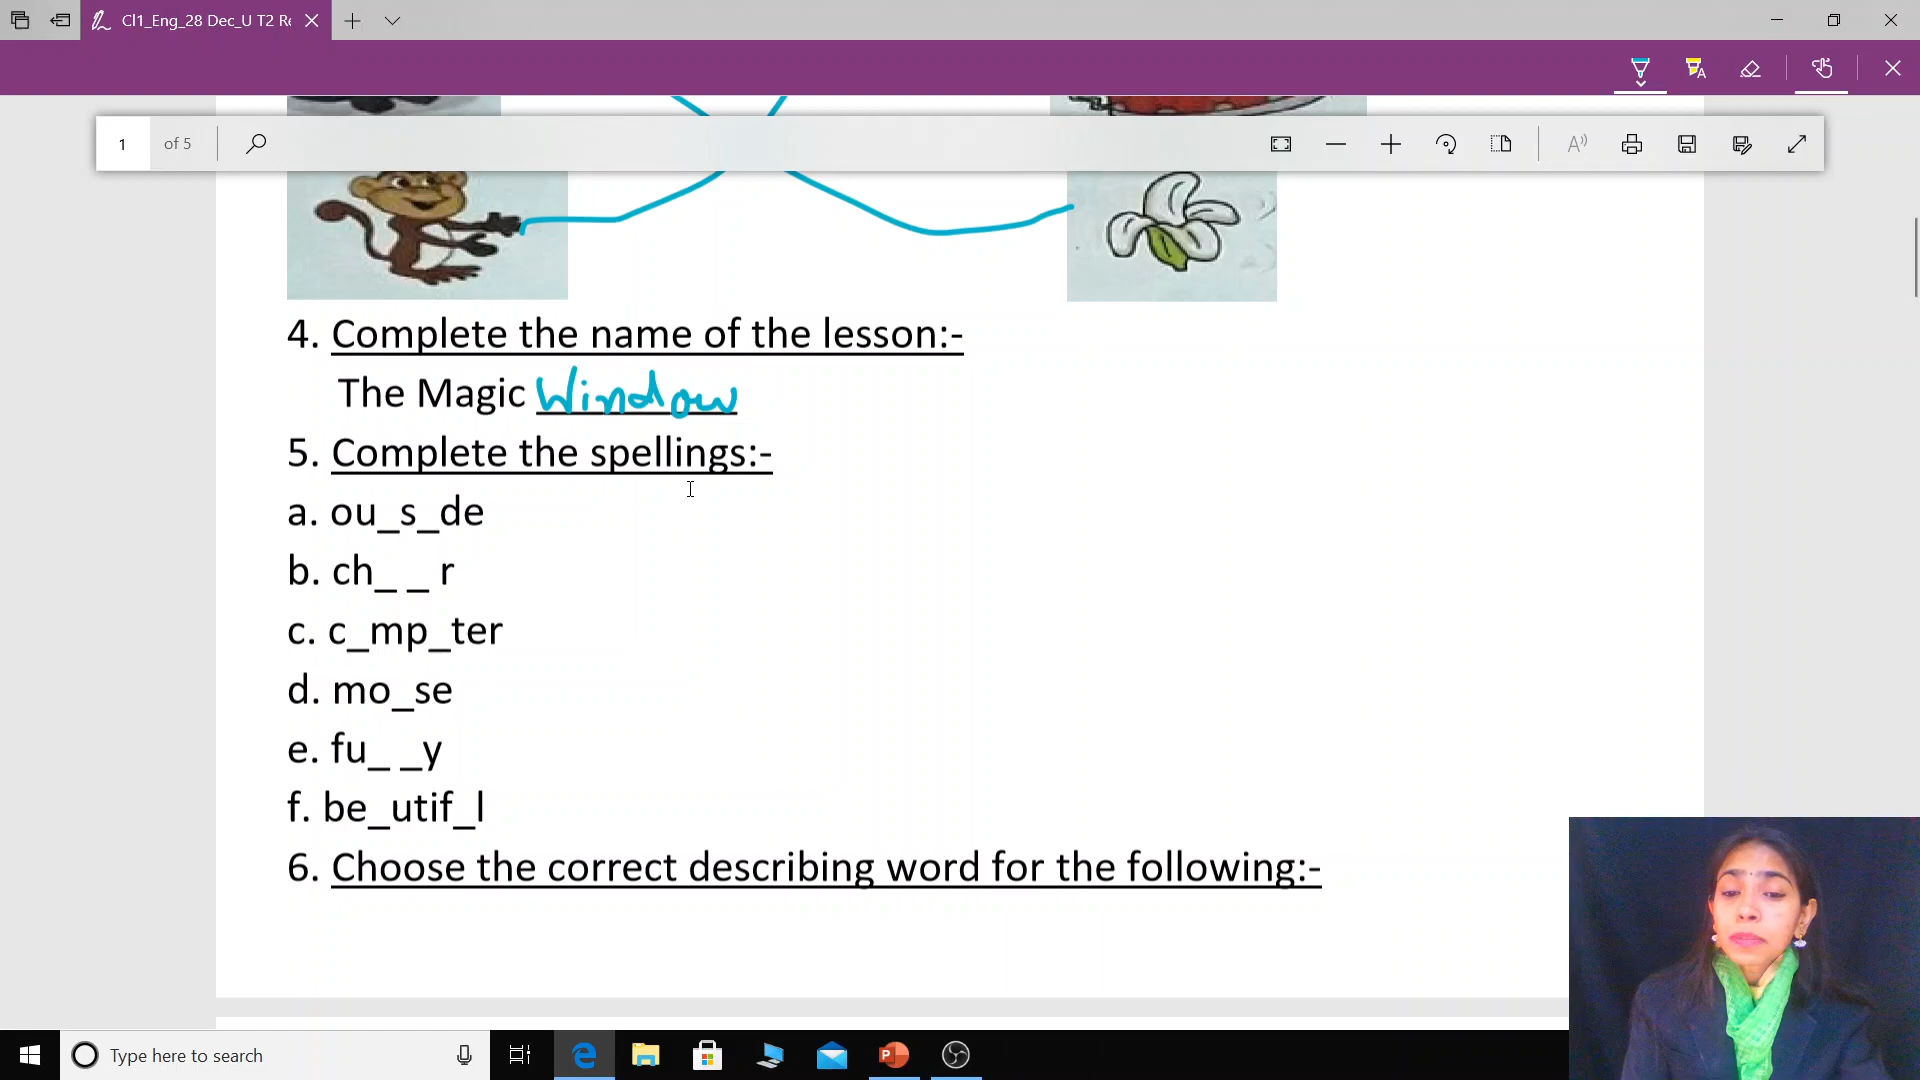 Cl1_Eng_28 Dec_U T2 Re
1 of 5
4. Complete the name of the lesson:-
The Magic Window
5. Complete the spellings:-
a. ou_s_de
b. ch_ _ r
c. c_mp_ter
d. mo_se
e. fu_ _y
f. be_utif_l
6. Choose the correct describing word for the following:-
Type here to search